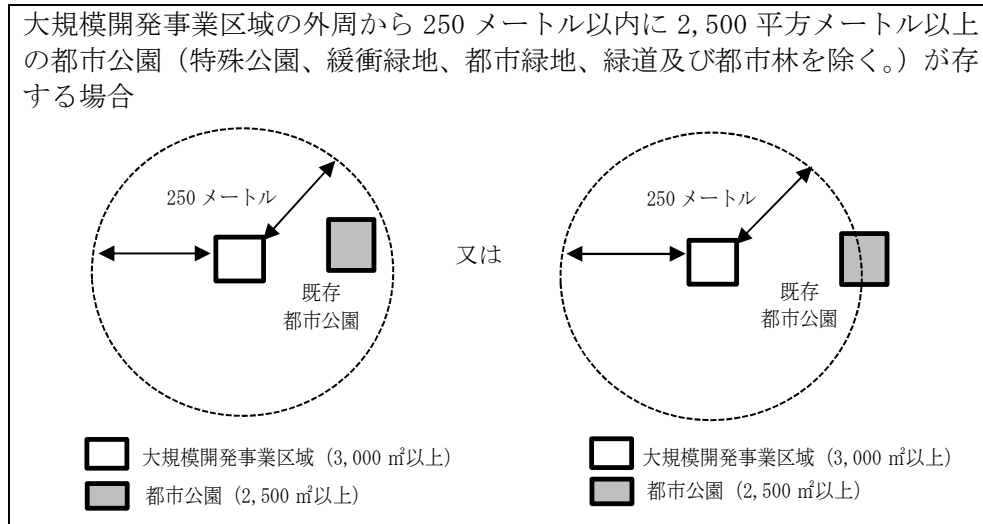 大規模開発事業区域の外周から 250 メートル以内に 2,500 平方メートル以上
の都市公園（特殊公園、緩衝緑地、都市緑地、緑道及び都市林を除く。）が存
する場合
250 メートル
既存
都市公園
又は
250 メートル
既存
都市公園
大規模開発事業区域（3,000 ㎡以上）
都市公園（2,500 ㎡以上）
大規模開発事業区域（3,000 ㎡以上）
都市公園（2,500 ㎡以上）